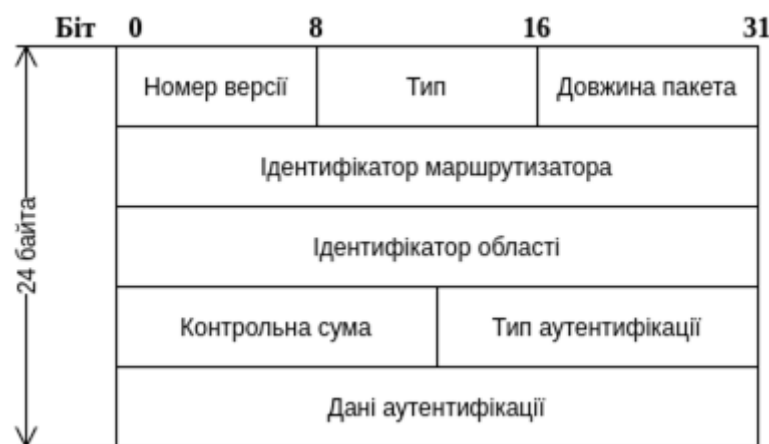 Біт 0 8 16 31
Номер версії Тип Довжина пакета
Ідентифікатор маршрутизатора
Ідентифікатор області
24 байта
Контрольна сума Тип аутентифікації
Дані аутентифікації